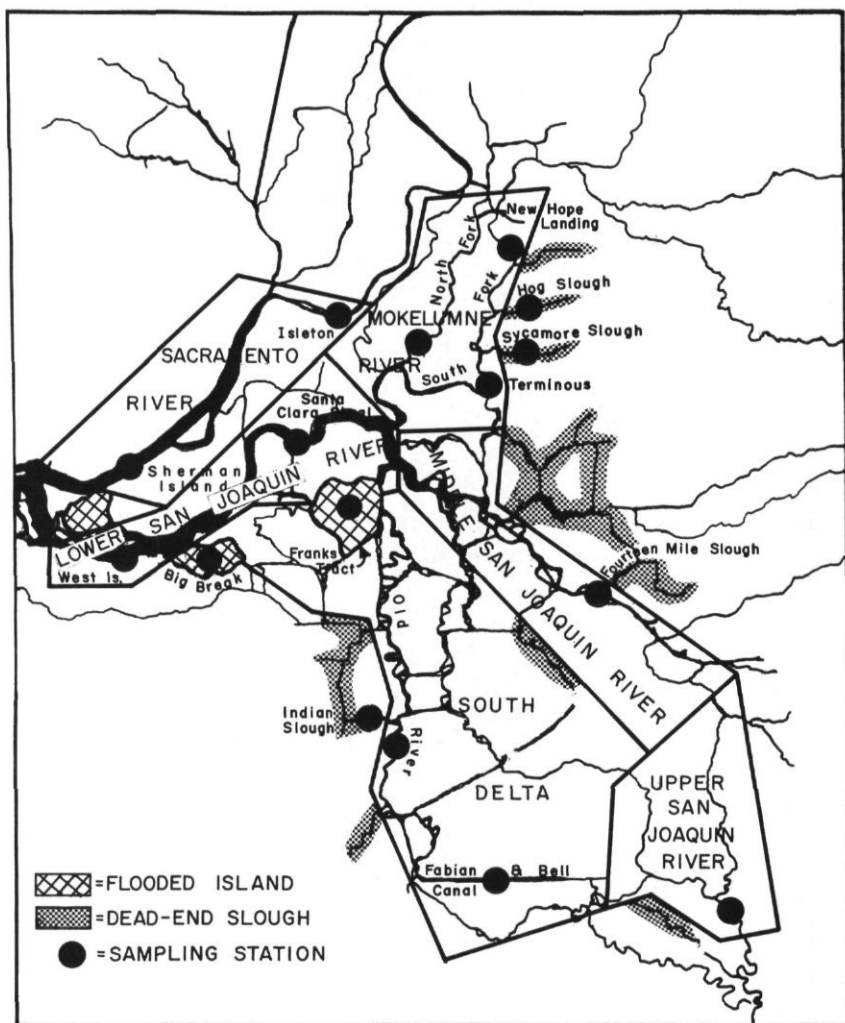 New Hope
Landing
North Fork
Fork
Hog Slough
Isleton
MOKELUMNE
RIVER
Sycamore Slough
SACRAMENTO
RIVER
South
Terminous
Santa
Clara
Sherman
Island
LOWER SAN JOAQUIN RIVER
MIDDLE SAN JOAQUIN RIVER
West Is.
Big Break
Franks
Tract
Fourteen Mile Slough
Old
River
Indian
Slough
SOUTH
DELTA
UPPER
SAN
JOAQUIN
RIVER
Fabian & Bell
Canal
=FLOODED ISLAND
=DEAD-END SLOUGH
=SAMPLING STATION